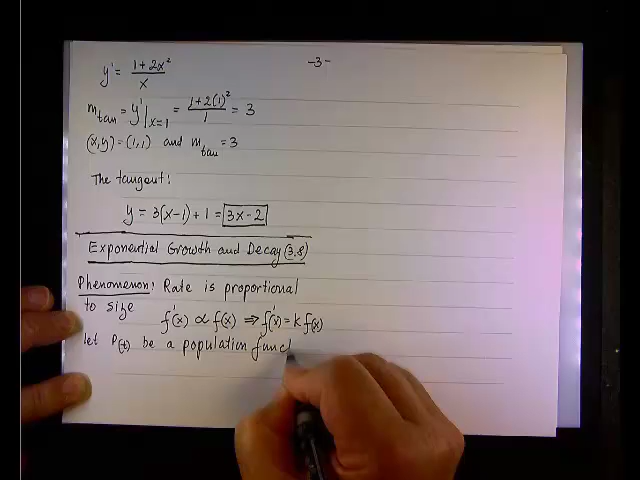 -3-
y' = (1+2x²)/x
m_tan = y'|_x=1 = (1+2(1)²)/1 = 3
(x,y) = (1,1) and m_tan = 3
The tangent:
y = 3(x-1)+1 = 3x-2
Exponential Growth and Decay (3.8)
Phenomenon: Rate is proportional
to size
f'(x) ∝ f(x) ⇒ f'(x) = k f(x)
let P(t) be a population funct